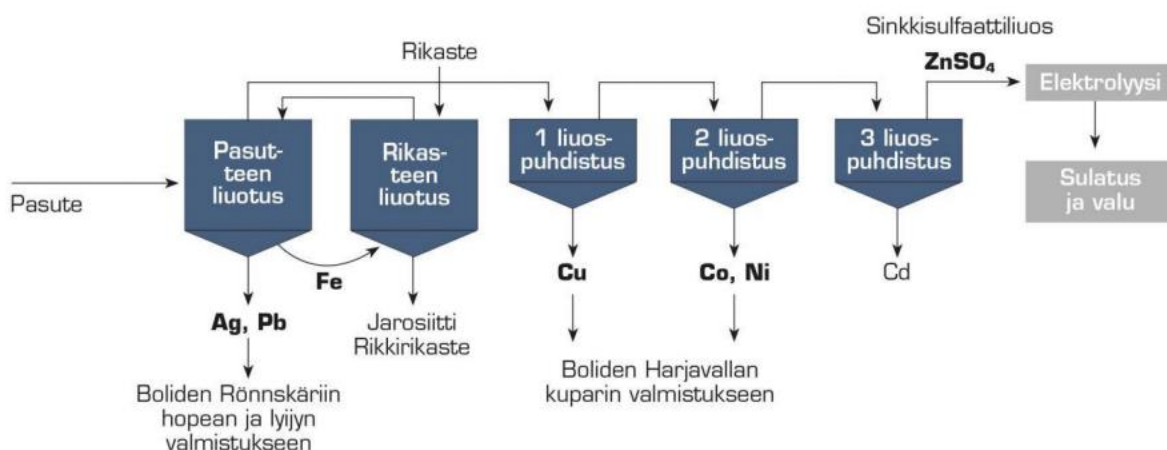 Sinkkisulfaattiliuos
ZnSO₄
Rikaste
Elektrolyysi
Pasut-
teen
liuotus
Rikas-
teen
liuotus
1 liuos-
puhdistus
2 liuos-
puhdistus
3 liuos-
puhdistus
Sulatus
ja valu
Pasute
Fe
Cu
Co, Ni
Cd
Ag, Pb
Jarosiitti
Rikkirikaste
Boliden Rönnskäriin
hopean ja lyijyn
valmistukseen
Boliden Harjavallan
kuparin valmistukseen